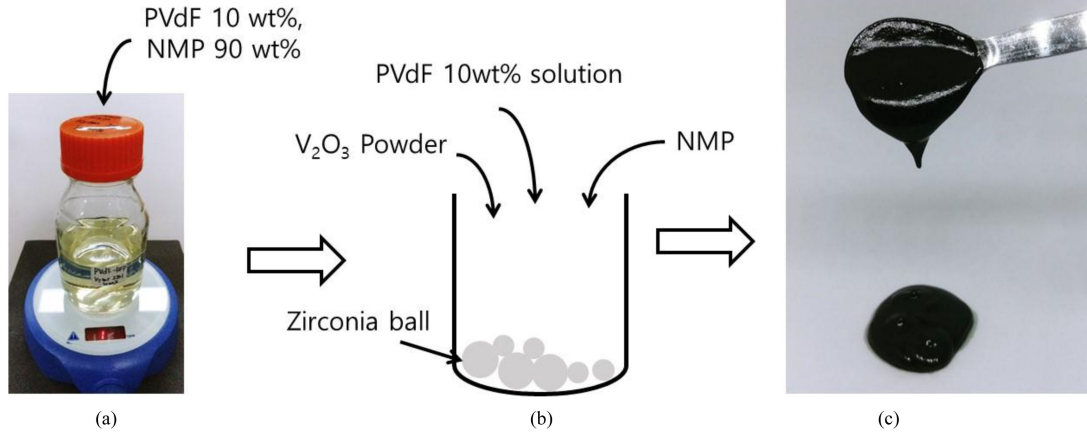 PVdF 10 wt%,
NMP 90 wt%
PVdF 10wt% solution
V₂O₃ Powder
NMP
Zirconia ball
(a)
(b)
(c)